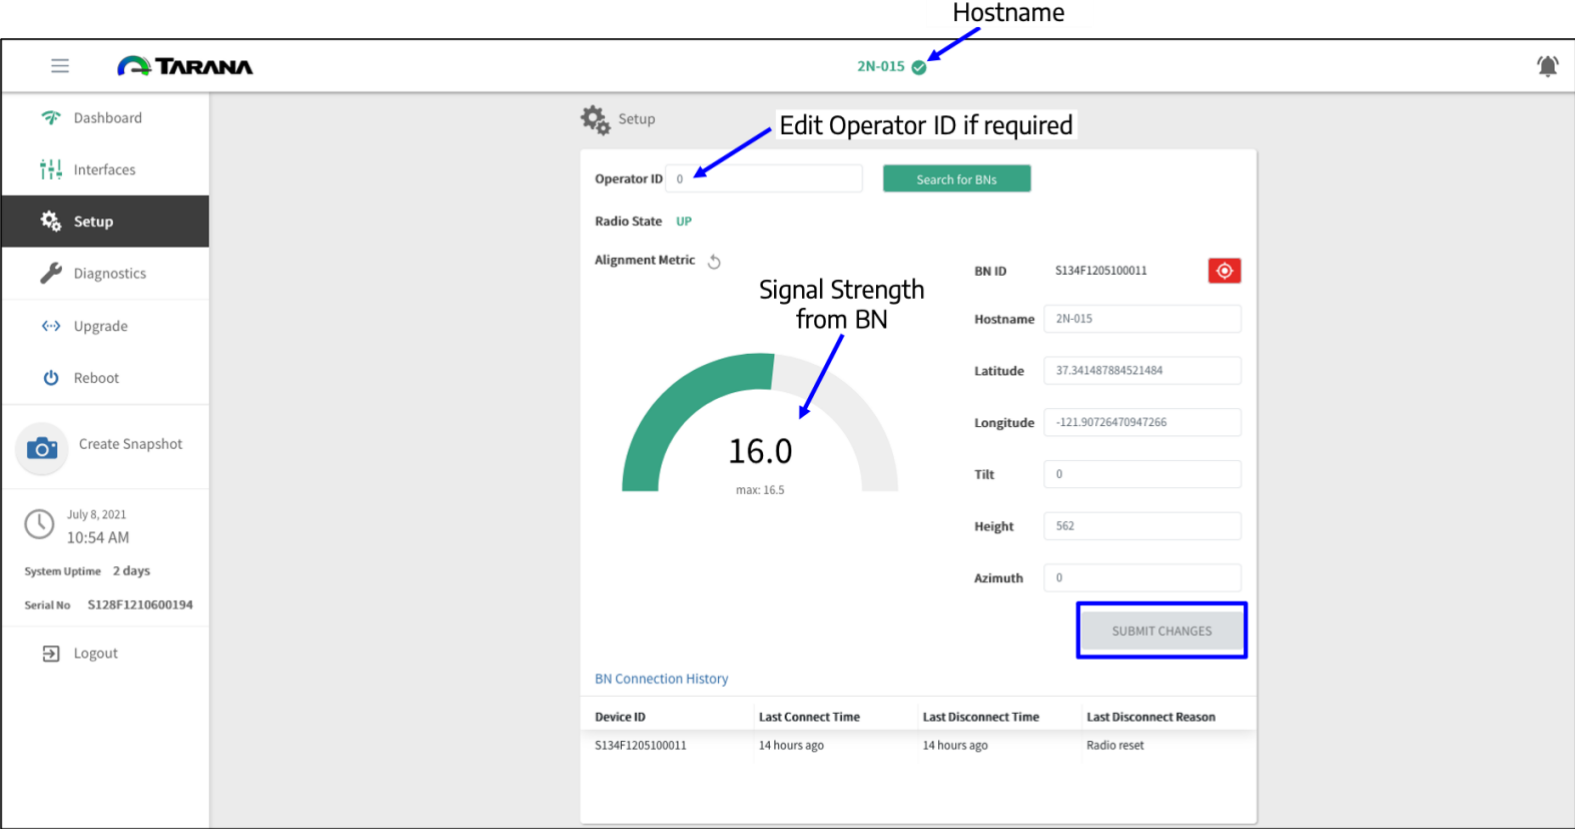 Hostname
TARANA
2N-015
Dashboard
Interfaces
Setup
Diagnostics
Upgrade
Reboot
Create Snapshot
July 8, 2021
10:54 AM
System Uptime 2 days
Serial No S128F1210600194
Logout
Setup
Edit Operator ID if required
Operator ID 0
Search for BNs
Radio State UP
Alignment Metric
Signal Strength
from BN
16.0
max: 16.5
BN ID S134F1205100011
Hostname 2N-015
Latitude 37.341487884521484
Longitude -121.90726470947266
Tilt 0
Height 562
Azimuth 0
SUBMIT CHANGES
BN Connection History
Device ID Last Connect Time Last Disconnect Time Last Disconnect Reason
S134F1205100011 14 hours ago 14 hours ago Radio reset